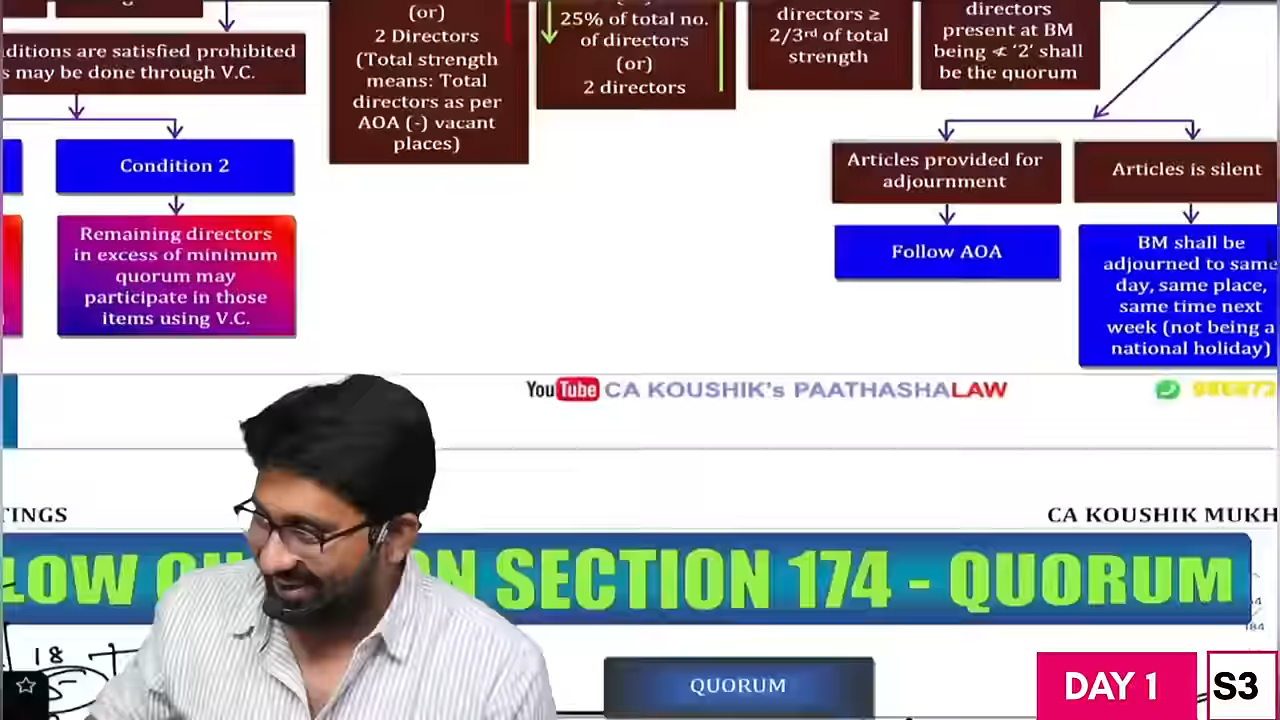 (or)
2 Directors
(Total strength
means: Total
directors as per
AOA (-) vacant
places)
25% of total no.
of directors
(or)
2 directors
directors ≥
2/3rd of total
strength
directors
present at BM
being ≮ '2' shall
be the quorum
ditions are satisfied prohibited
s may be done through V.C.
Condition 2
Remaining directors
in excess of minimum
quorum may
participate in those
items using V.C.
Articles provided for
adjournment
Follow AOA
Articles is silent
BM shall be
adjourned to same
day, same place,
same time next
week (not being a
national holiday)
YouTube CA KOUSHIK's PAATHASHALAW
TINGS
CA KOUSHIK MUKH
LOW ON SECTION 174 - QUORUM
18
QUORUM
DAY 1 S3